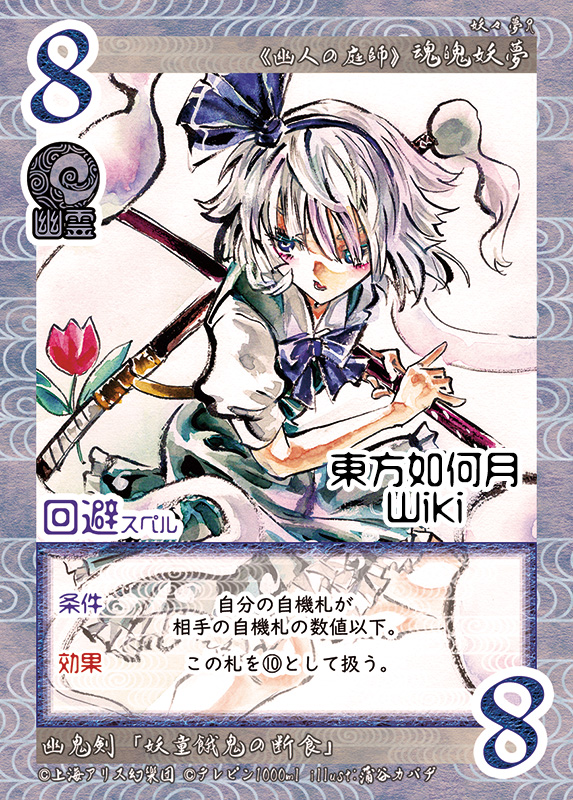 妖々夢
8
《幽人の庭師》 魂魄妖夢
幽霊
東方如何月
Wiki
回避スペル
条件
自分の自機札が
相手の自機札の数値以下。
効果
この札を⑩として扱う。
8
幽鬼剣 「妖童餓鬼の断食」
©上海アリス幻樂団 ©テレピン1000ml illust:蒲谷カバヂ